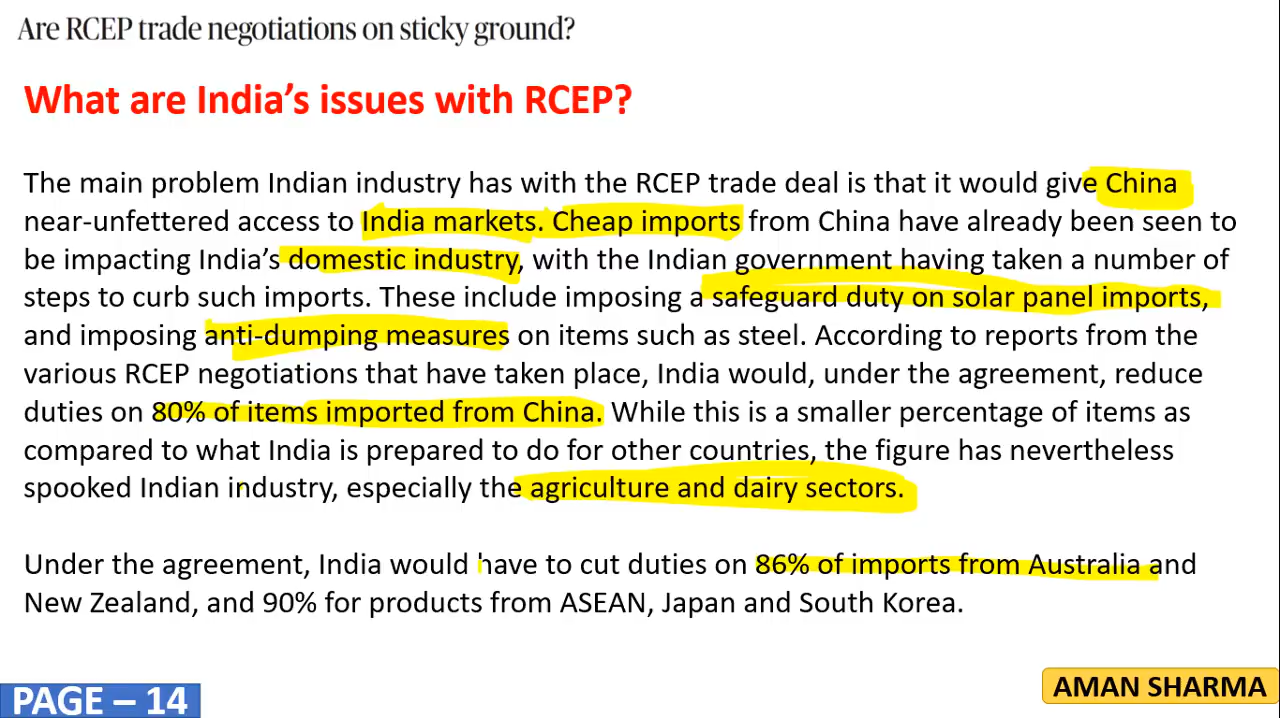 Are RCEP trade negotiations on sticky ground?
What are India's issues with RCEP?
The main problem Indian industry has with the RCEP trade deal is that it would give China
near-unfettered access to India markets. Cheap imports from China have already been seen to
be impacting India's domestic industry, with the Indian government having taken a number of
steps to curb such imports. These include imposing a safeguard duty on solar panel imports,
and imposing anti-dumping measures on items such as steel. According to reports from the
various RCEP negotiations that have taken place, India would, under the agreement, reduce
duties on 80% of items imported from China. While this is a smaller percentage of items as
compared to what India is prepared to do for other countries, the figure has nevertheless
spooked Indian industry, especially the agriculture and dairy sectors.
Under the agreement, India would have to cut duties on 86% of imports from Australia and
New Zealand, and 90% for products from ASEAN, Japan and South Korea.
PAGE – 14
AMAN SHARMA